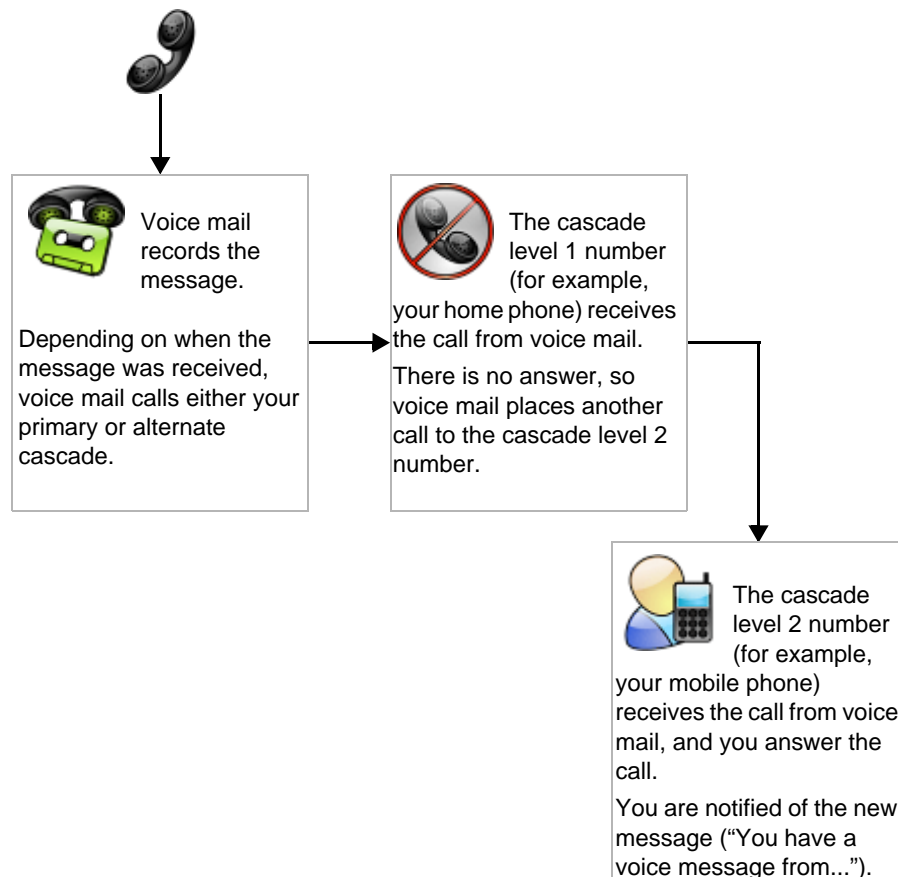 Voice mail
records the
message.
Depending on when the
message was received,
voice mail calls either your
primary or alternate
cascade.
The cascade
level 1 number
(for example,
your home phone) receives
the call from voice mail.
There is no answer, so
voice mail places another
call to the cascade level 2
number.
The cascade
level 2 number
(for example,
your mobile phone)
receives the call from voice
mail, and you answer the
call.
You are notified of the new
message (“You have a
voice message from...”).